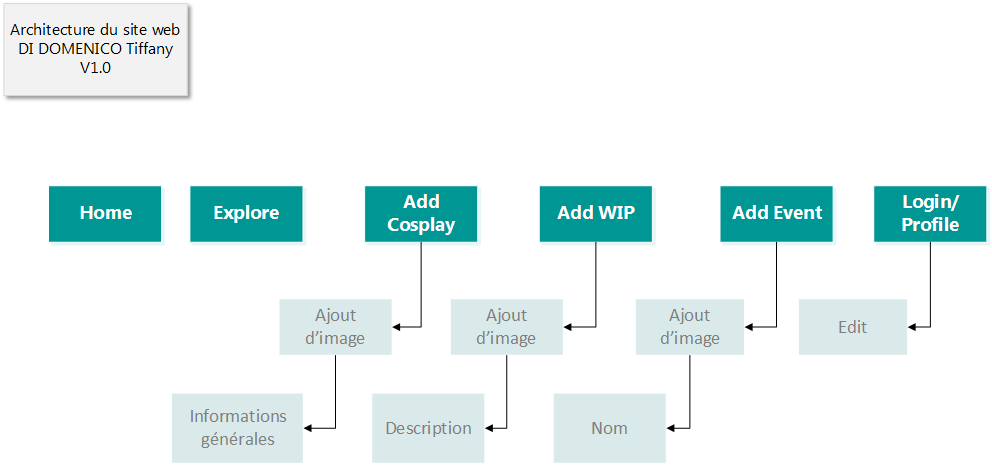 Architecture du site web
DI DOMENICO Tiffany
V1.0
Home
Explore
Add
Cosplay
Add WIP
Add Event
Login/
Profile
Ajout
d’image
Ajout
d’image
Ajout
d’image
Edit
Informations
générales
Description
Nom